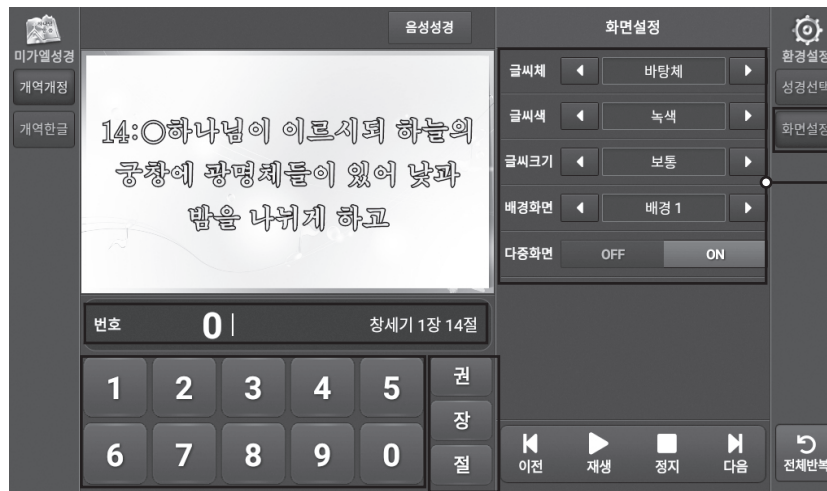 미가엘성경
개역개정
개역한글
음성성경
14:○하나님이 이르시되 하늘의
궁창에 광명체들이 있어 낮과
밤을 나뉘게 하고
번호 0 창세기 1장 14절
1 2 3 4 5
6 7 8 9 0
권
장
절
화면설정
글씨체 바탕체
글씨색 녹색
글씨크기 보통
배경화면 배경 1
다중화면 OFF ON
이전 재생 정지 다음
환경설정
성경선택
화면설정
전체반복